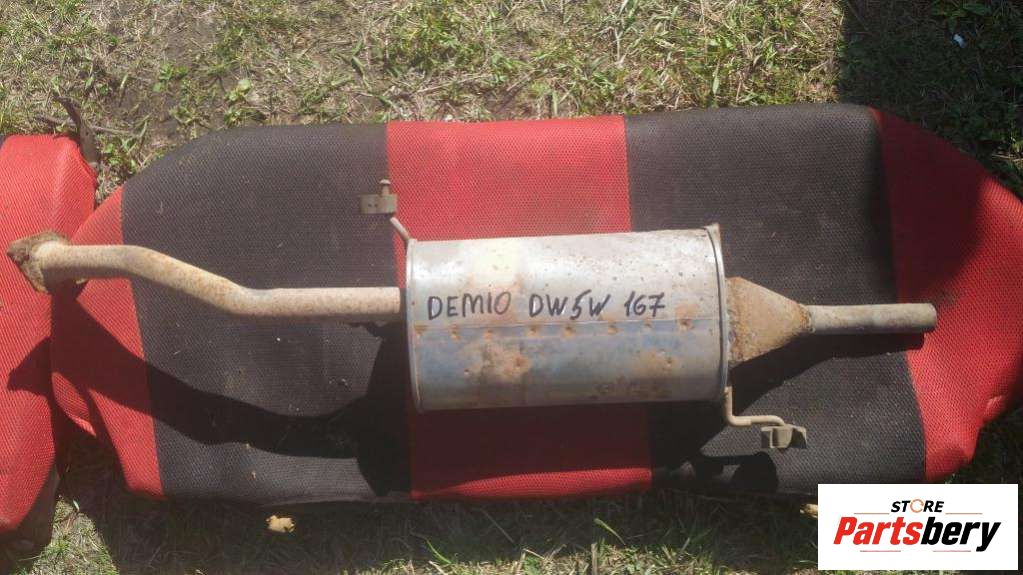 DEMIO DW5W 167
STORE
Partsbery